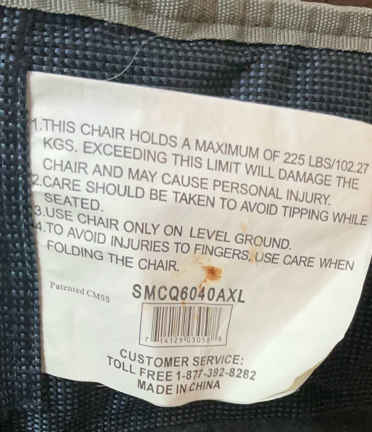 1.THIS CHAIR HOLDS A MAXIMUM OF 225 LBS/102.27
KGS. EXCEEDING THIS LIMIT WILL DAMAGE THE
CHAIR AND MAY CAUSE PERSONAL INJURY.
2.CARE SHOULD BE TAKEN TO AVOID TIPPING WHILE
SEATED.
3.USE CHAIR ONLY ON LEVEL GROUND.
4.TO AVOID INJURIES TO FINGERS, USE CARE WHEN
FOLDING THE CHAIR.
Patented CM55
SMCQ6040AXL
CUSTOMER SERVICE:
TOLL FREE 1-877-392-8282
MADE IN CHINA